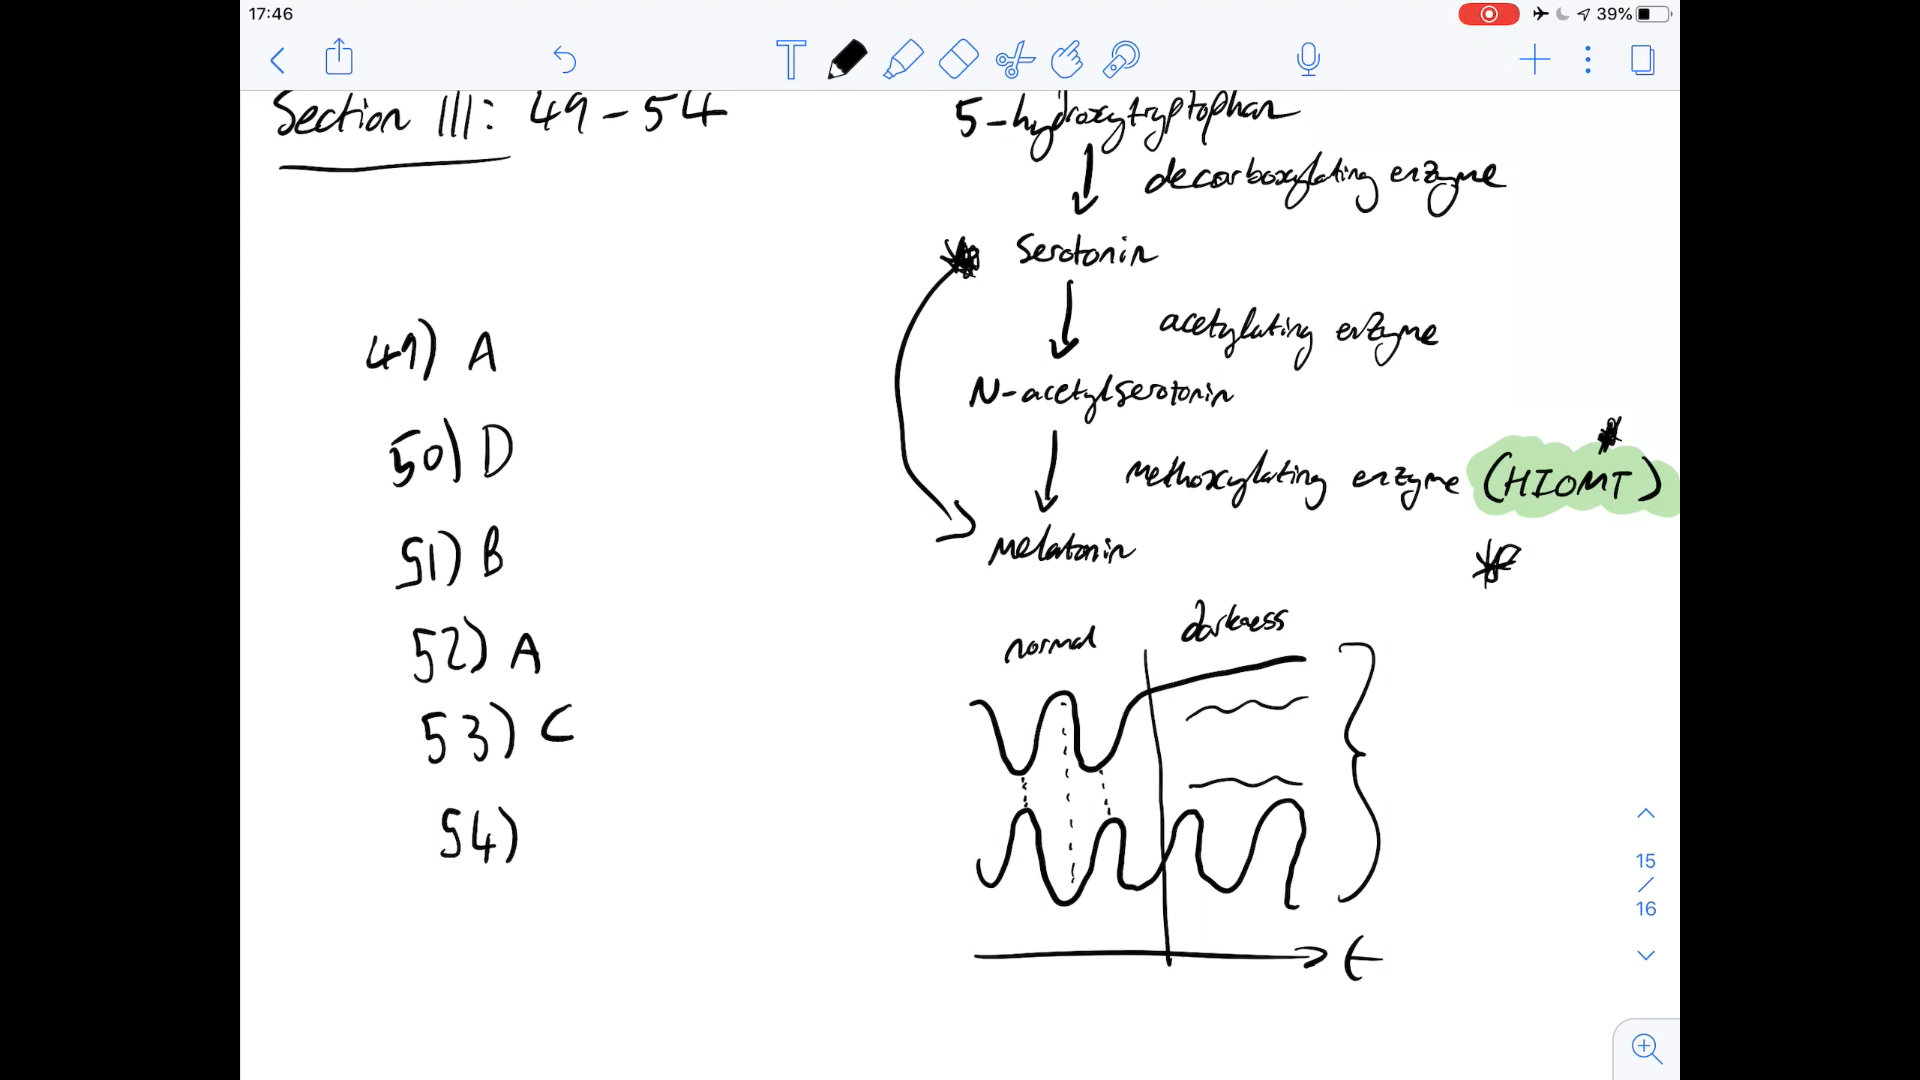 17:46
39%
T
Section III: 49-54
49) A
50) D
51) B
52) A
53) C
54)
5-hydroxytryptophan
decarboxylating enzyme
Serotonin
acetylating enzyme
N-acetylserotonin
methoxylating enzyme (HIOMT)
Melatonin
normal
darkness
t
15
/
16